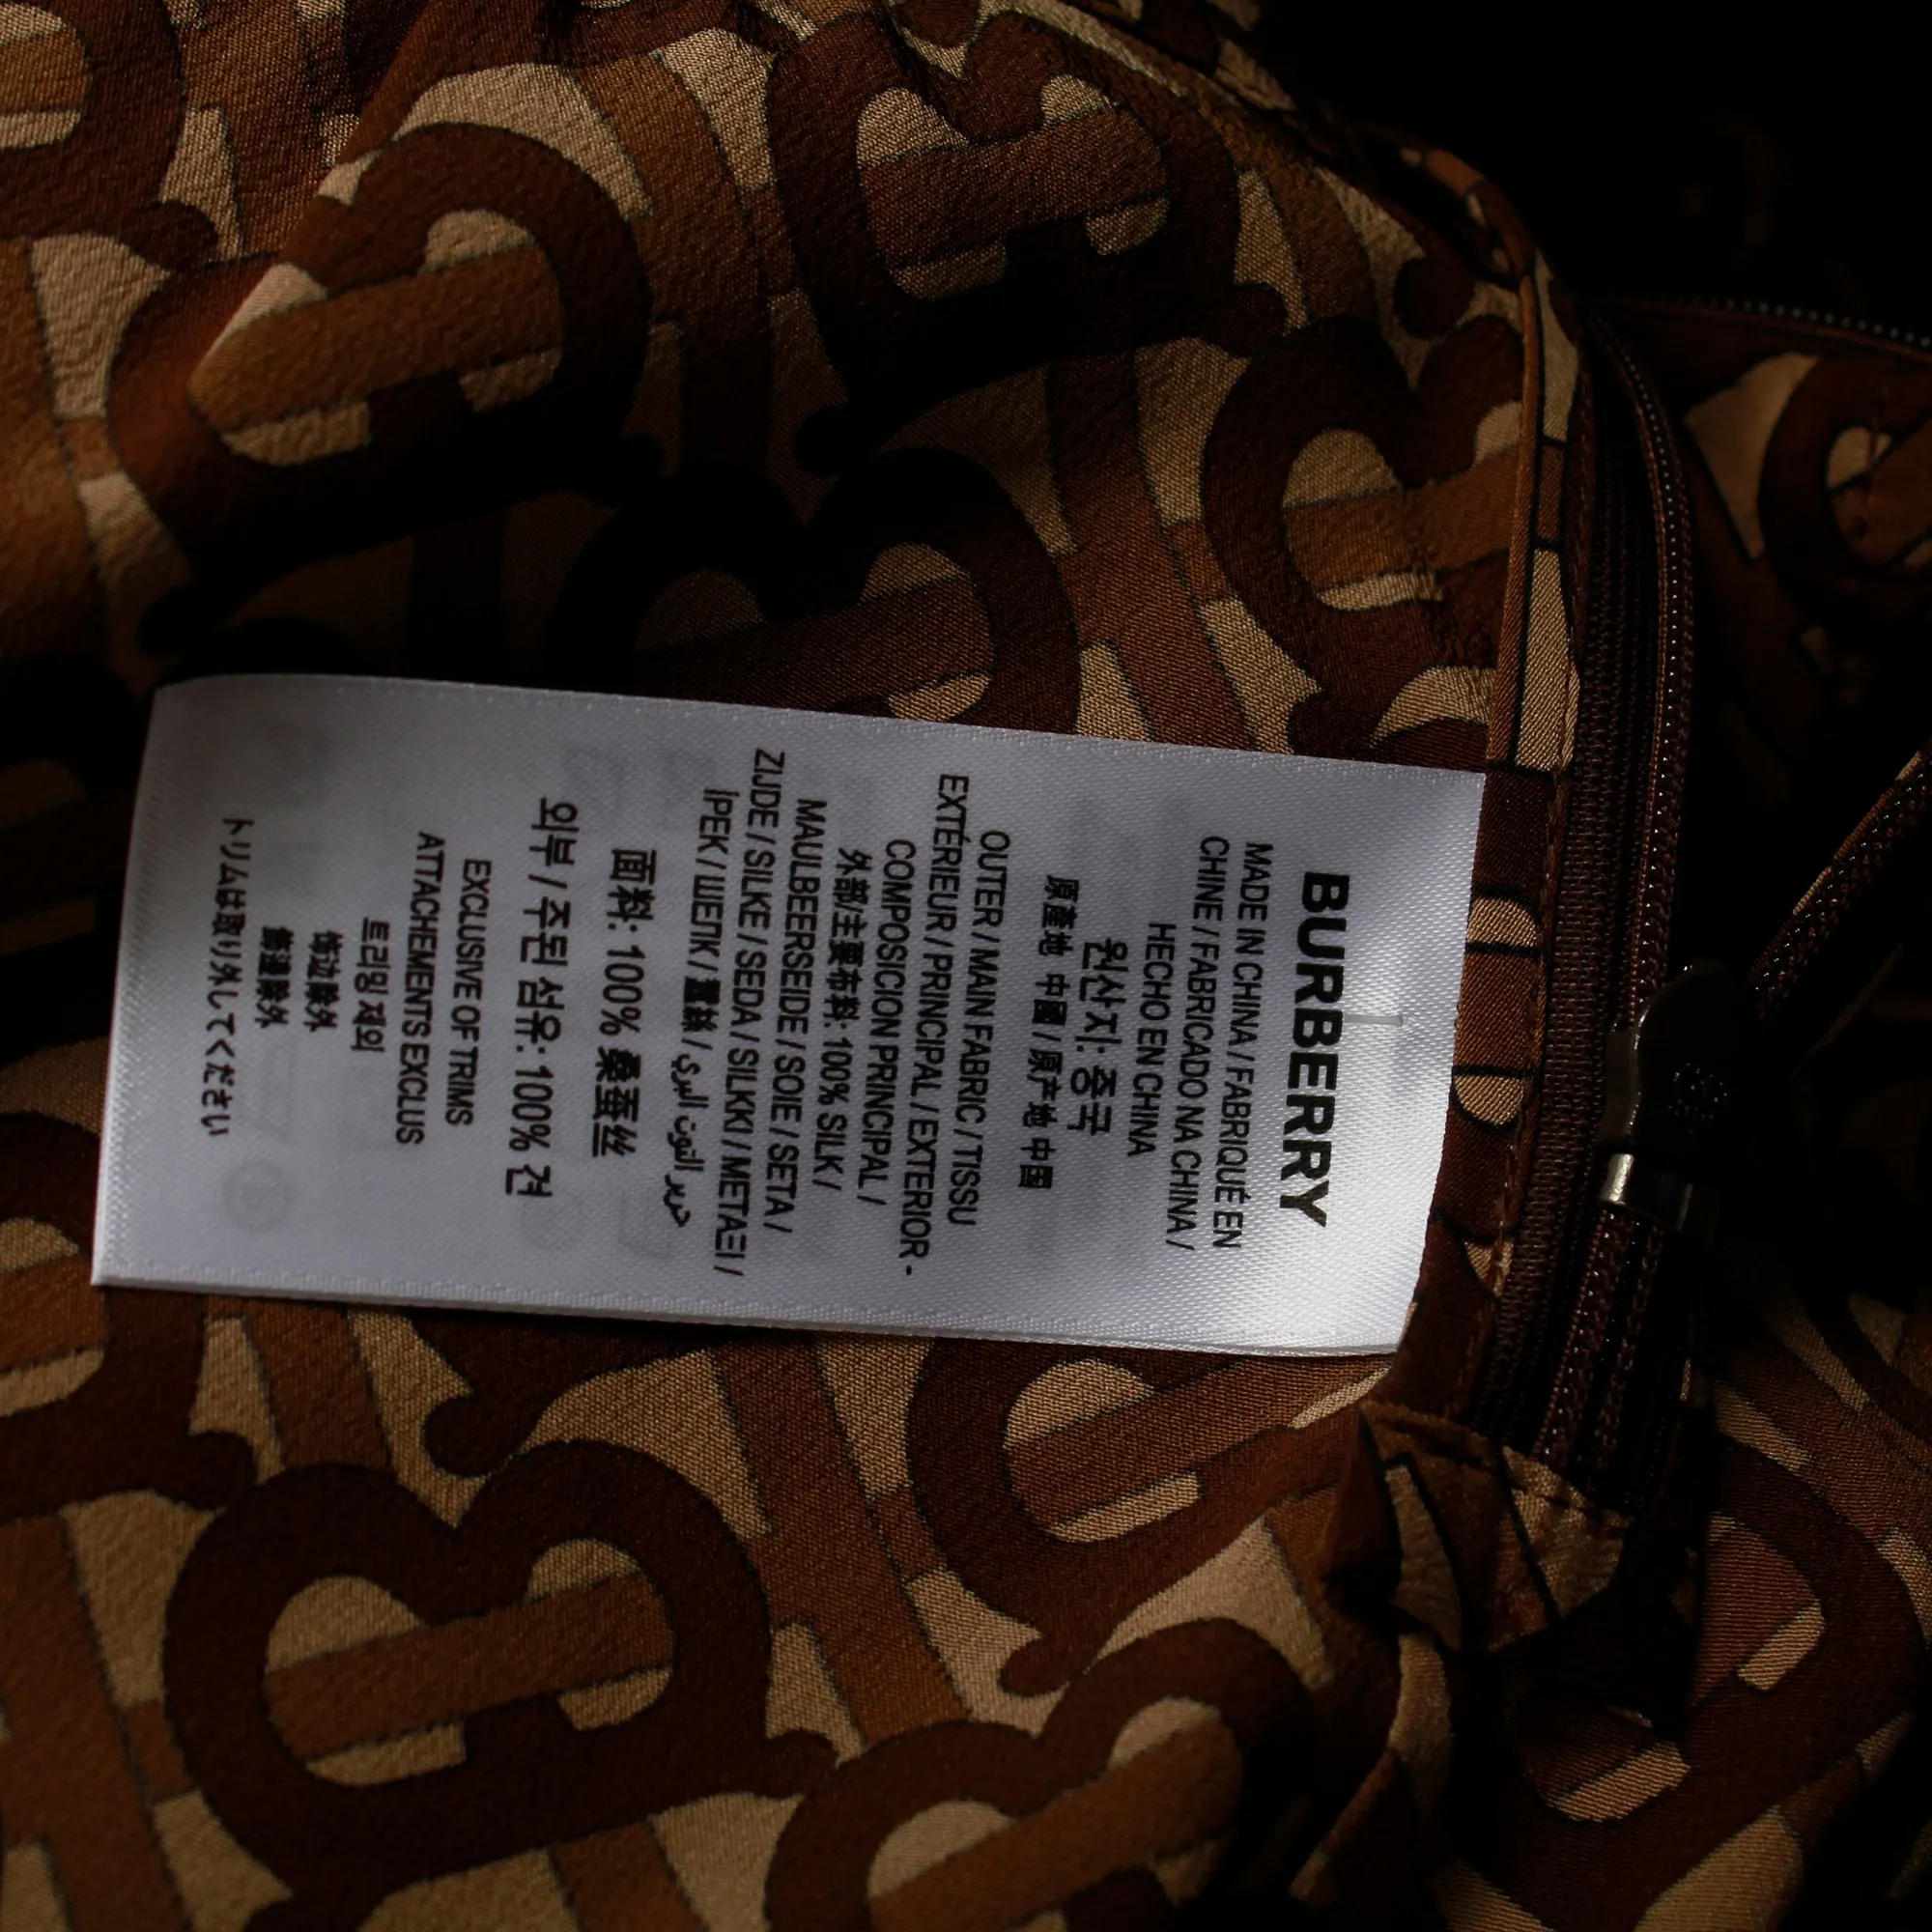 BURBERRY
MADE IN CHINA / FABRIQUÉ EN
CHINE / FABRICADO NA CHINA /
HECHO EN CHINA
원산지: 중국
原產地 中國 / 原产地 中国
OUTER / MAIN FABRIC / TISSU
EXTÉRIEUR / PRINCIPAL / EXTERIOR -
COMPOSICION PRINCIPAL /
外部主要布料: 100% SILK /
MAULBEERSEIDE / SOIE / SETA /
ZIJDE / SILKE / SEDA / SILKKI / ΜΕΤΑΞΙ /
İPEK / ШЕЛК / 蠶絲 / حرير التوت البري
面料: 100% 桑蚕丝
외부 / 주된 섬유: 100% 견
EXCLUSIVE OF TRIMS
ATTACHEMENTS EXCLUS
트리밍 제외
饰边除外
飾邊除外
トリムは取り外してください